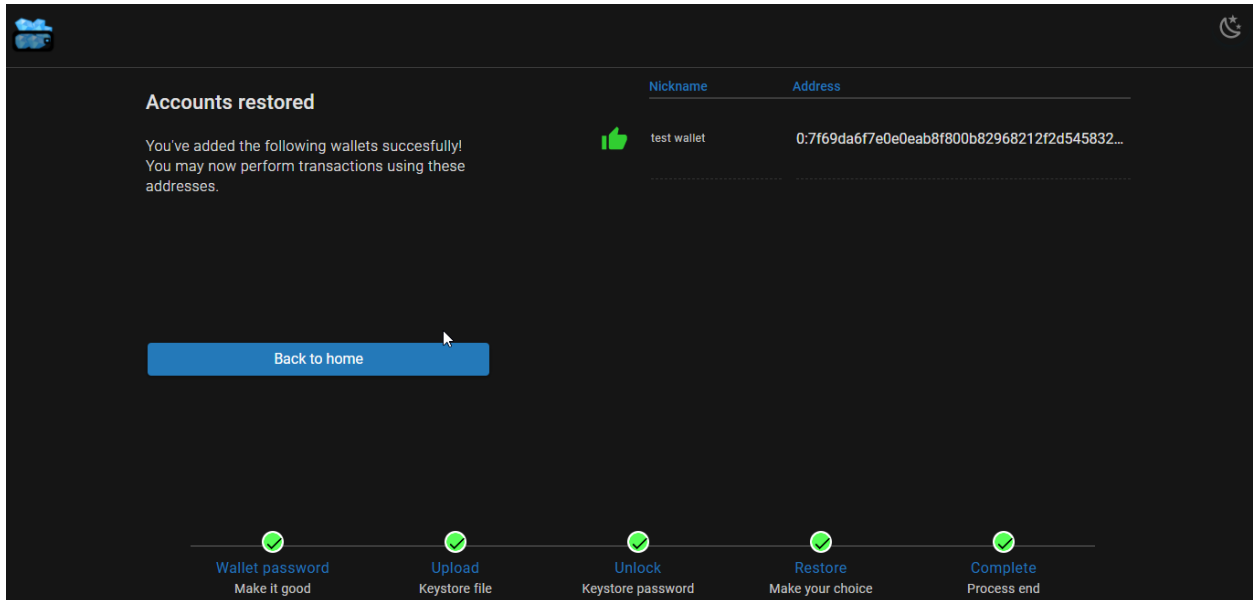 Accounts restored
You've added the following wallets succesfully!
You may now perform transactions using these
addresses.
Back to home
Nickname Address
test wallet 0:7f69da6f7e0e0eab8f800b82968212f2d545832...
Wallet password Upload Unlock Restore Complete
Make it good Keystore file Keystore password Make your choice Process end